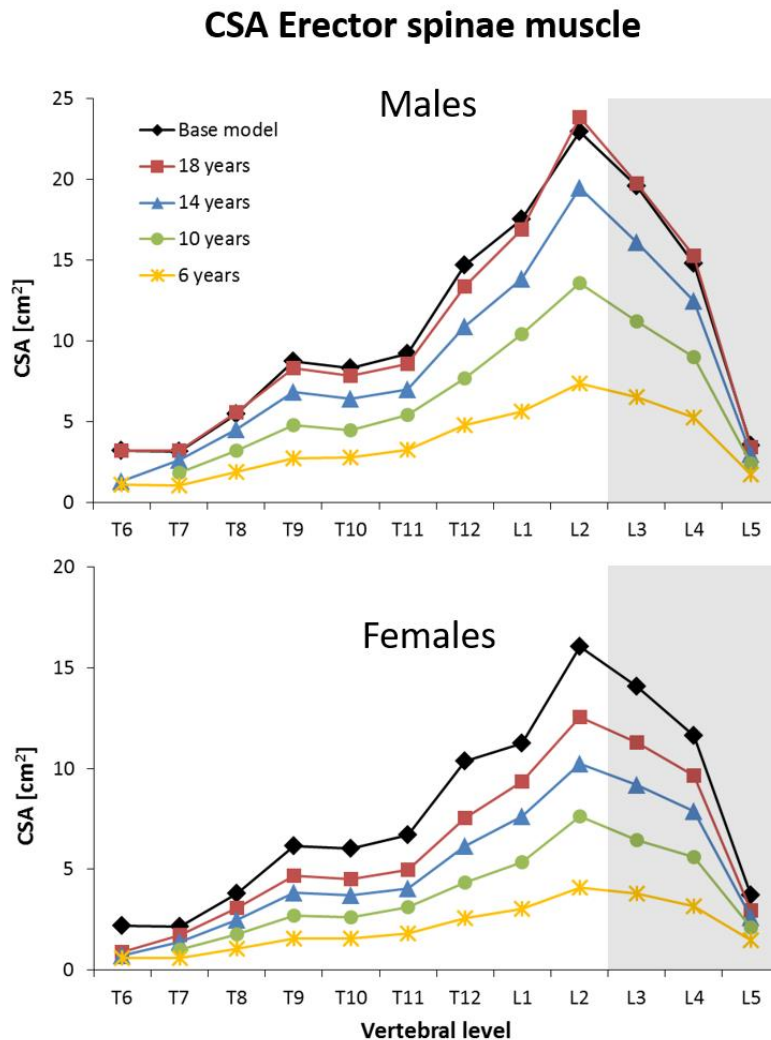 CSA Erector spinae muscle
Males
Base model
18 years
14 years
10 years
6 years
CSA [cm²]
25
20
15
10
5
0
T6 T7 T8 T9 T10 T11 T12 L1 L2 L3 L4 L5
Females
CSA [cm²]
20
15
10
5
0
T6 T7 T8 T9 T10 T11 T12 L1 L2 L3 L4 L5
Vertebral level